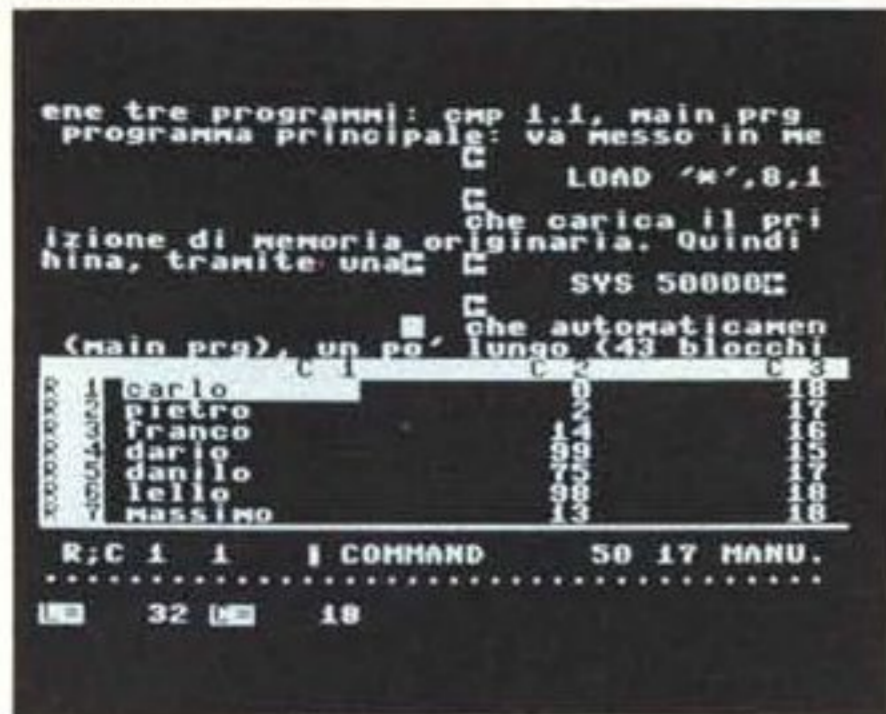 ene tre programmi: cmp 1.1, main prg
programma principale: va messo in me
C
LOAD "*",8,1
C
che carica il pri
izione di memoria originaria. Quindi
hina, tramite una C C
SYS 50000C
C
che automaticamen
(main prg), un po' lungo (43 blocchi
C 1 C 2 C 3
R 1 carlo 0 18
R 2 pietro 2 17
R 3 franco 14 16
R 4 dario 99 15
R 5 danilo 75 17
R 6 lello 98 18
R 7 massimo 13 18
R;C 1 1 COMMAND 50 17 MANU.
L= 32 N= 18